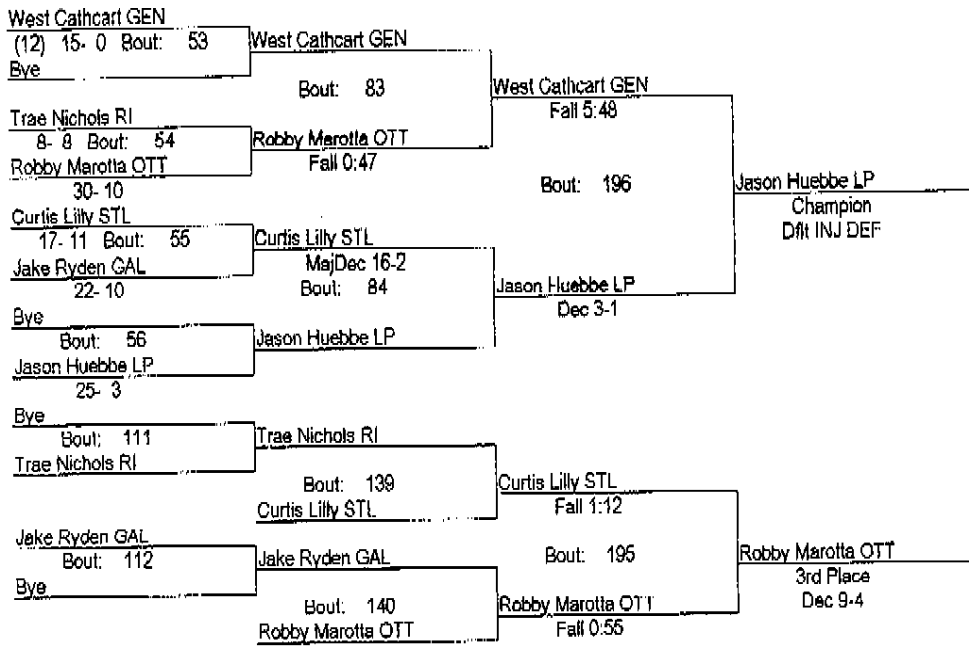 West Cathcart GEN
(12) 15- 0 Bout: 53
Bye
West Cathcart GEN
Bout: 83
Trae Nichols RI
8- 8 Bout: 54
Robby Marotta OTT
30- 10
Robby Marotta OTT
Fall 0:47
West Cathcart GEN
Fall 5:48
Bout: 196
Curtis Lilly STL
17- 11 Bout: 55
Jake Ryden GAL
22- 10
Curtis Lilly STL
MajDec 16-2
Bout: 84
Bye
Bout: 56
Jason Huebbe LP
25- 3
Jason Huebbe LP
Jason Huebbe LP
Dec 3-1
Jason Huebbe LP
Champion
Dflt INJ DEF
Bye
Bout: 111
Trae Nichols RI
Trae Nichols RI
Bout: 139
Curtis Lilly STL
Curtis Lilly STL
Fall 1:12
Bout: 195
Jake Ryden GAL
Bout: 112
Bye
Jake Ryden GAL
Bout: 140
Robby Marotta OTT
Robby Marotta OTT
Fall 0:55
Robby Marotta OTT
3rd Place
Dec 9-4